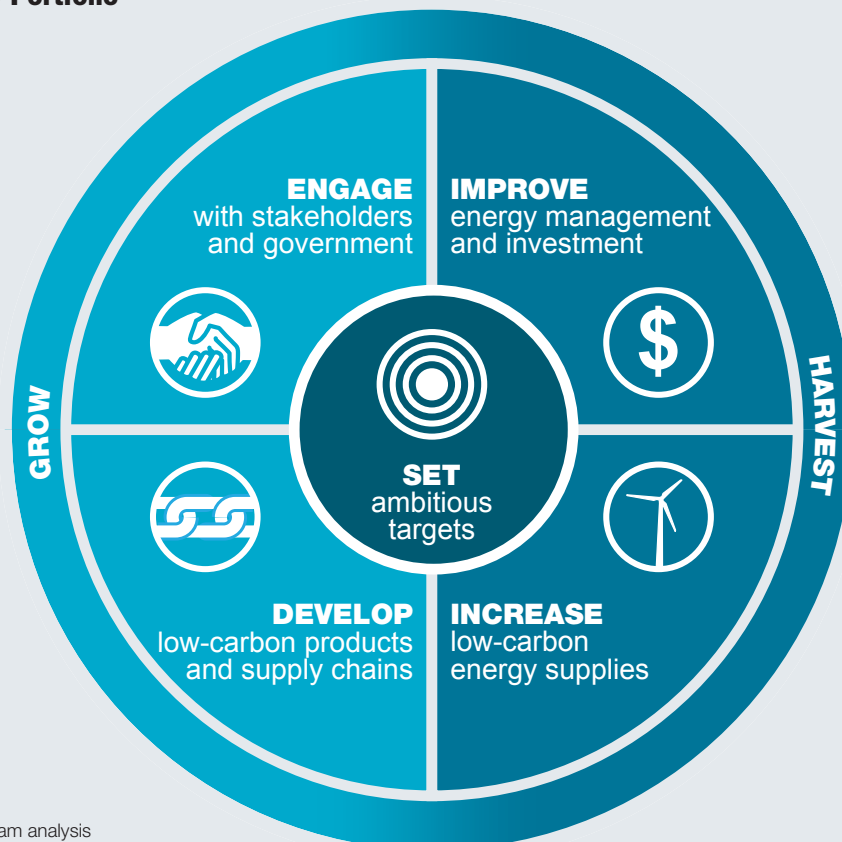 Portfolio
ENGAGE
with stakeholders
and government
IMPROVE
energy management
and investment
$
GROW
HARVEST
SET
ambitious
targets
DEVELOP
low-carbon products
and supply chains
INCREASE
low-carbon
energy supplies
analysis